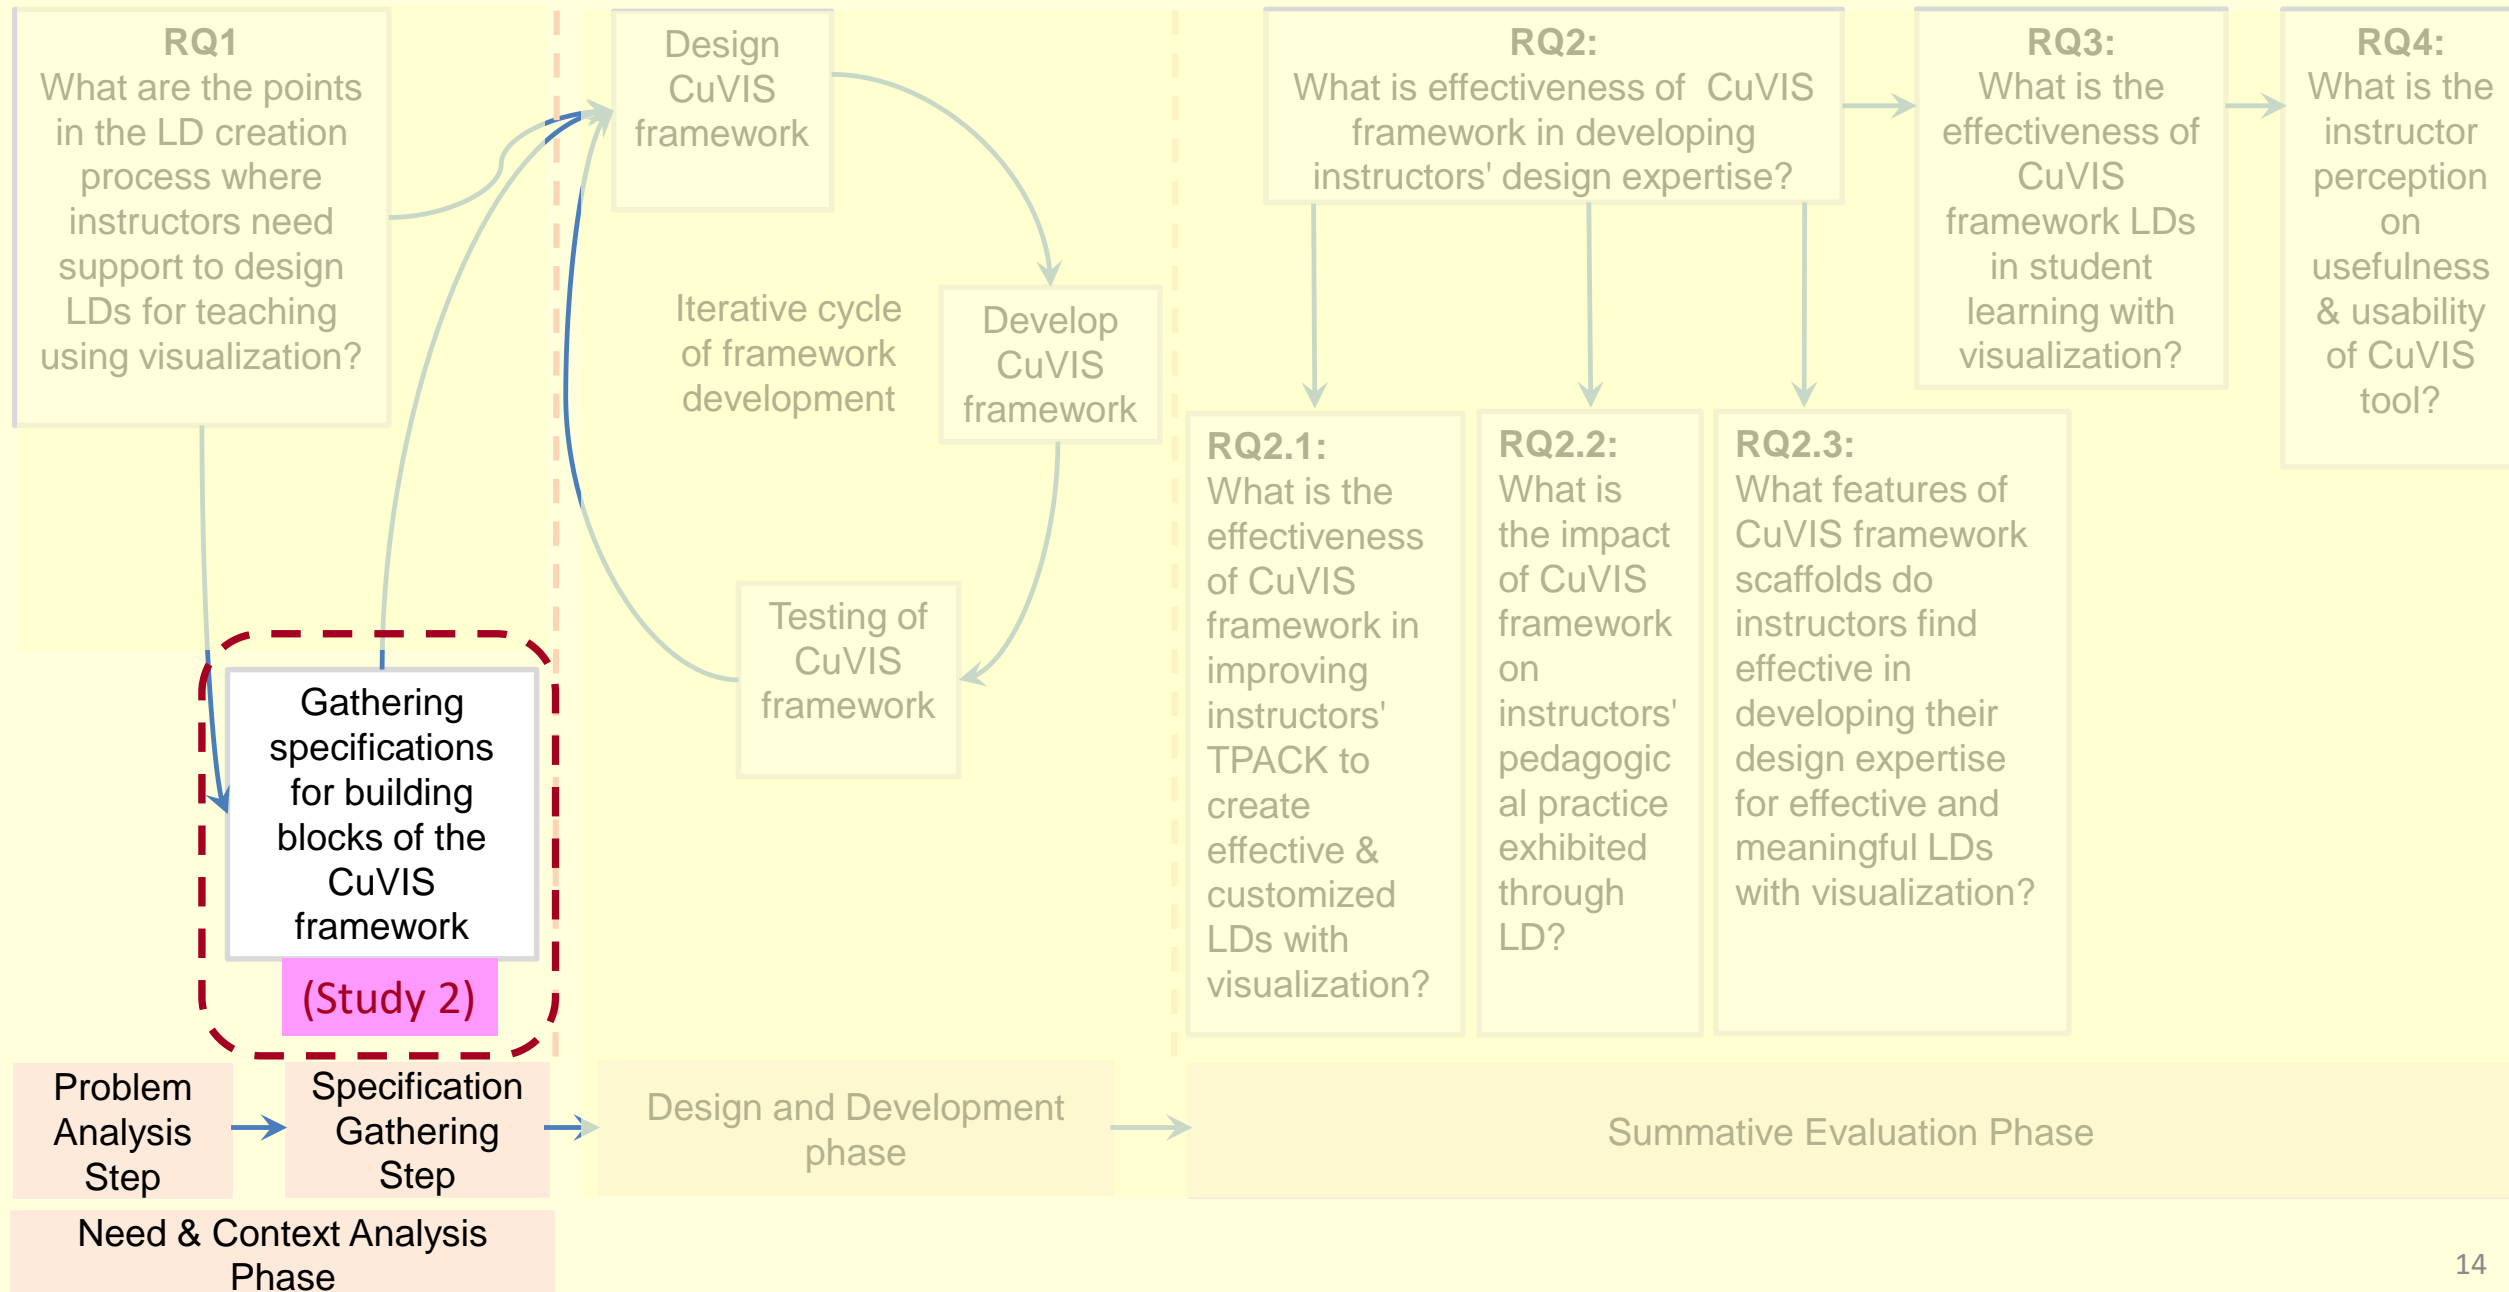 RQ1
What are the points
in the LD creation
process where
instructors need
support to design
LDs for teaching
using visualization?
Design
CuVIS
framework
Iterative cycle
of framework
development
Develop
CuVIS
framework
Testing of
CuVIS
framework
Gathering
specifications
for building
blocks of the
CuVIS
framework
(Study 2)
RQ2:
What is effectiveness of CuVIS
framework in developing
instructors' design expertise?
RQ3:
What is the
effectiveness of
CuVIS
framework LDs
in student
learning with
visualization?
RQ4:
What is the
instructor
perception
on
usefulness
& usability
of CuVIS
tool?
RQ2.1:
What is the
effectiveness
of CuVIS
framework in
improving
instructors'
TPACK to
create
effective &
customized
LDs with
visualization?
RQ2.2:
What is
the impact
of CuVIS
framework
on
instructors'
pedagogic
al practice
exhibited
through
LD?
RQ2.3:
What features of
CuVIS framework
scaffolds do
instructors find
effective in
developing their
design expertise
for effective and
meaningful LDs
with visualization?
Problem
Analysis
Step
Specification
Gathering
Step
Design and Development
phase
Summative Evaluation Phase
Need & Context Analysis
Phase
14